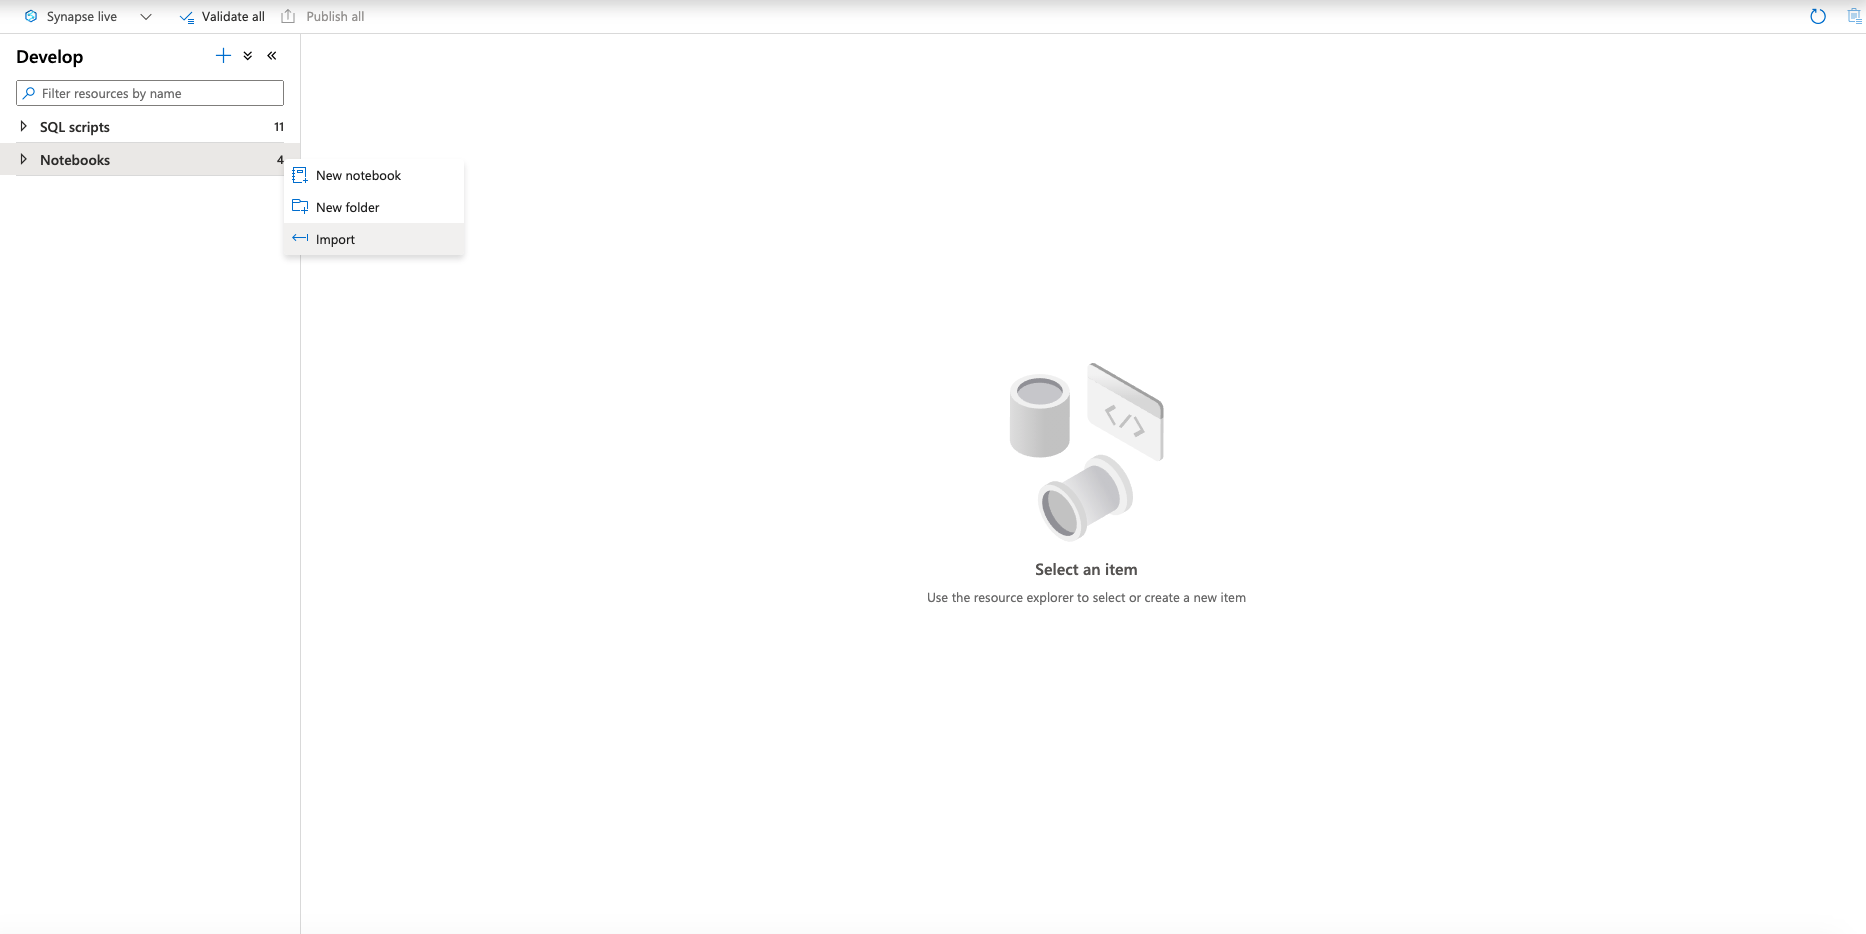 Synapse live Validate all Publish all
Develop
Filter resources by name
SQL scripts 11
Notebooks 4
New notebook
New folder
Import
</>
Select an item
Use the resource explorer to select or create a new item